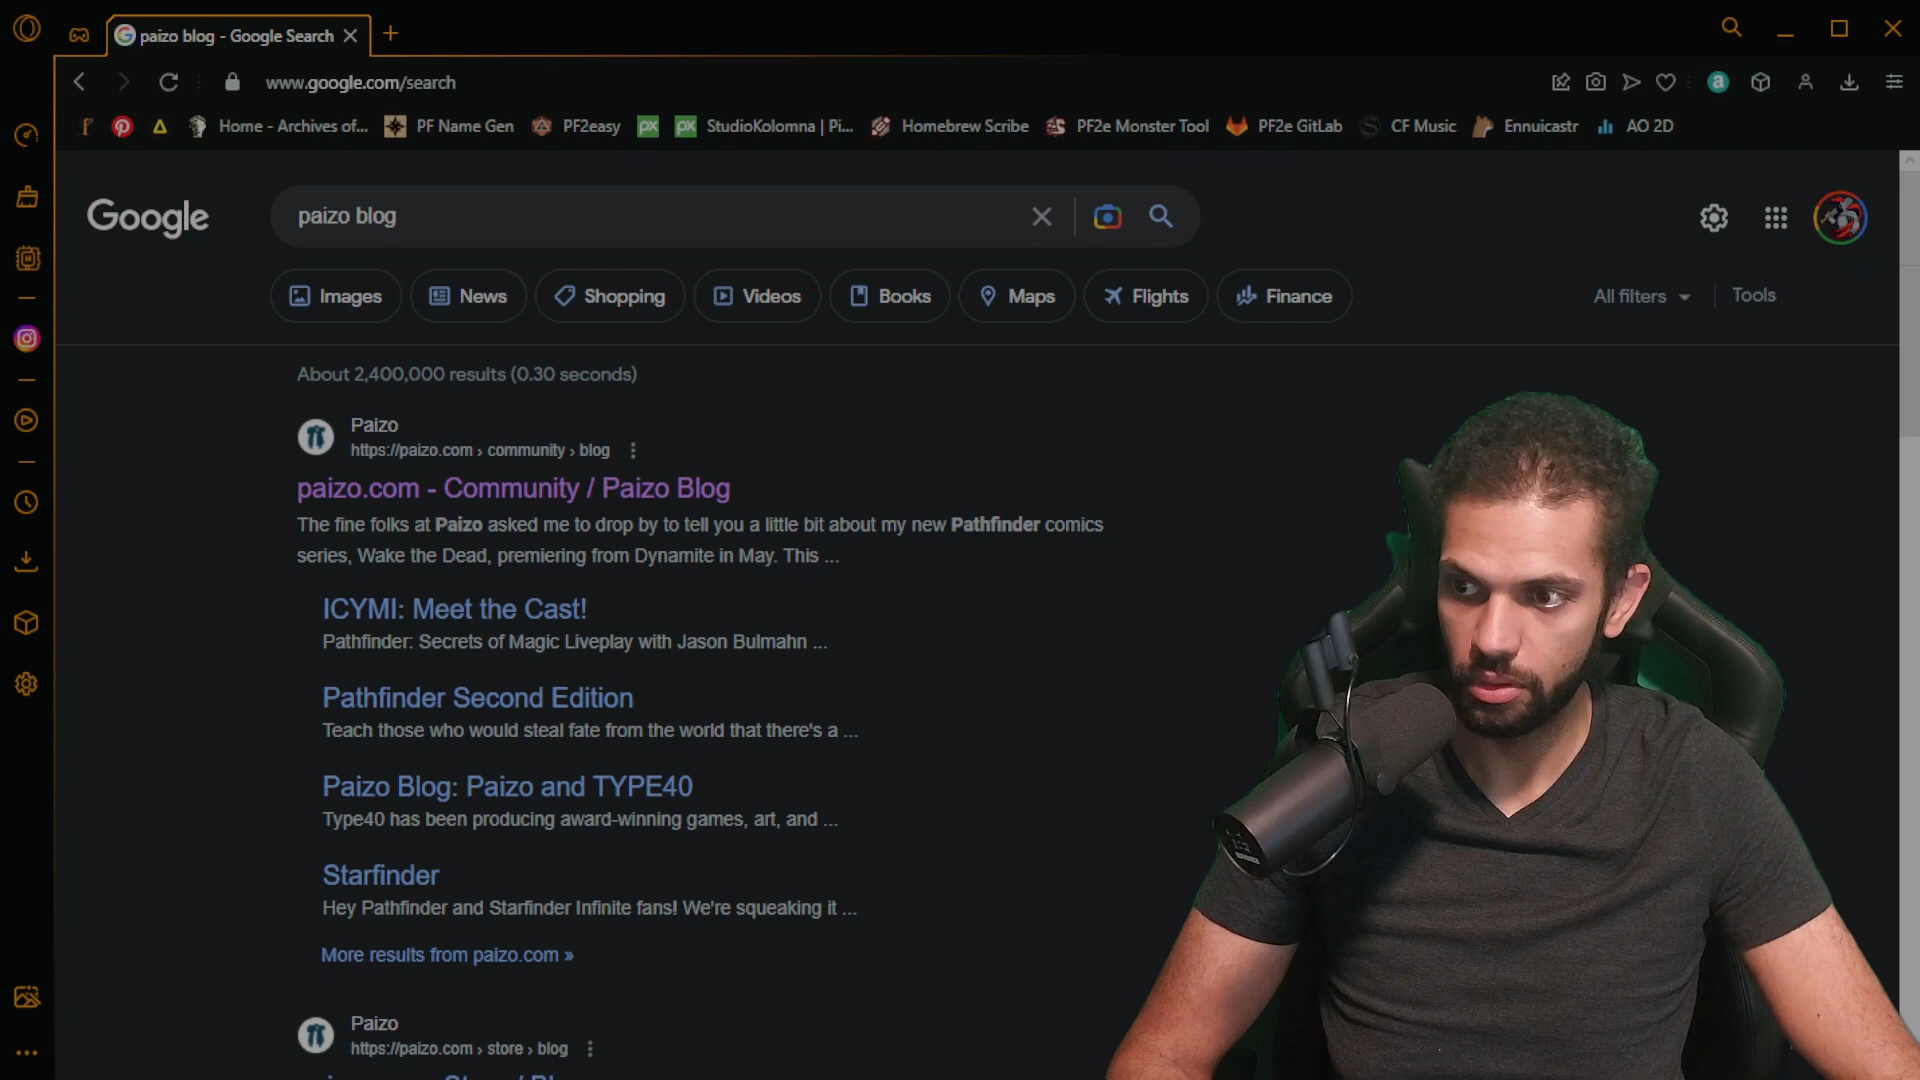 paizo blog - Google Search
www.google.com/search
Home - Archives of...
PF Name Gen
PF2easy
StudioKolomna | Pi...
Homebrew Scribe
PF2e Monster Tool
PF2e GitLab
CF Music
Ennuicastr
AO 2D
Google
paizo blog
Images
News
Shopping
Videos
Books
Maps
Flights
Finance
All filters
Tools
About 2,400,000 results (0.30 seconds)
Paizo
https://paizo.com › community › blog
paizo.com - Community / Paizo Blog
The fine folks at Paizo asked me to drop by to tell you a little bit about my new Pathfinder comics
series, Wake the Dead, premiering from Dynamite in May. This ...
ICYMI: Meet the Cast!
Pathfinder: Secrets of Magic Liveplay with Jason Bulmahn ...
Pathfinder Second Edition
Teach those who would steal fate from the world that there's a ...
Paizo Blog: Paizo and TYPE40
Type40 has been producing award-winning games, art, and ...
Starfinder
Hey Pathfinder and Starfinder Infinite fans! We're squeaking it ...
More results from paizo.com »
Paizo
https://paizo.com › store › blog